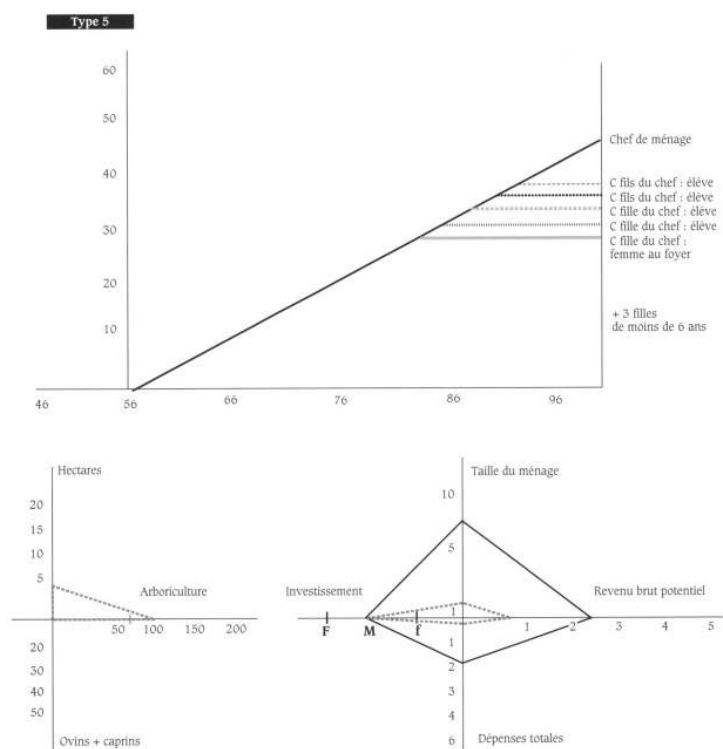 Type 5
60
50
40
30
20
10
46 56 66 76 86 96
Chef de ménage
C fils du chef : élève
C fils du chef : élève
C fille du chef : élève
C fille du chef : élève
C fille du chef :
femme au foyer
+ 3 filles
de moins de 6 ans
Hectares
20
15
10
5
Arboriculture
50 100 150 200
20
30
40
50
Ovins + caprins
Taille du ménage
10
5
1
Investissement
Revenu brut potentiel
F M f
1 2 3 4 5
1
2
3
4
6
Dépenses totales